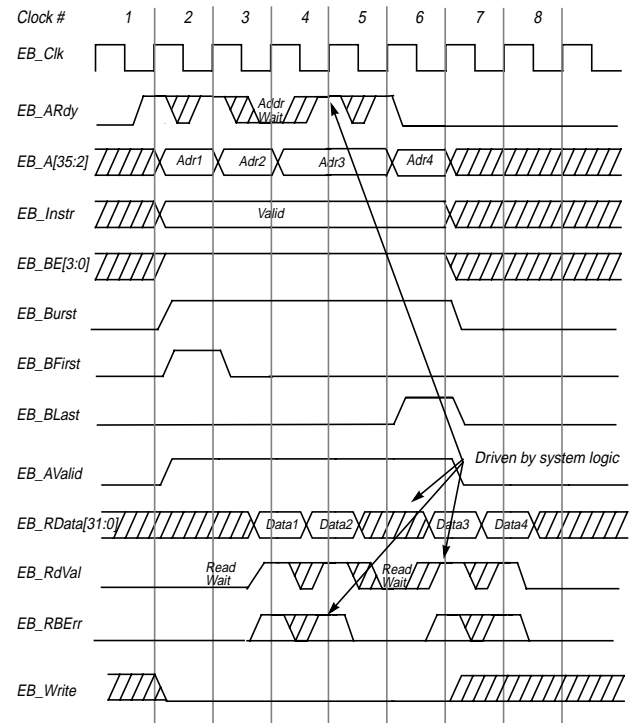 Clock # 1 2 3 4 5 6 7 8
EB_Clk
EB_ARdy
Addr
Wait
EB_A[35:2] Adr1 Adr2 Adr3 Adr4
EB_Instr Valid
EB_BE[3:0]
EB_Burst
EB_BFirst
EB_BLast
EB_AValid
Driven by system logic
EB_RData[31:0] Data1 Data2 Data3 Data4
EB_RdVal
Read
Wait
Read
Wait
EB_RBErr
EB_Write